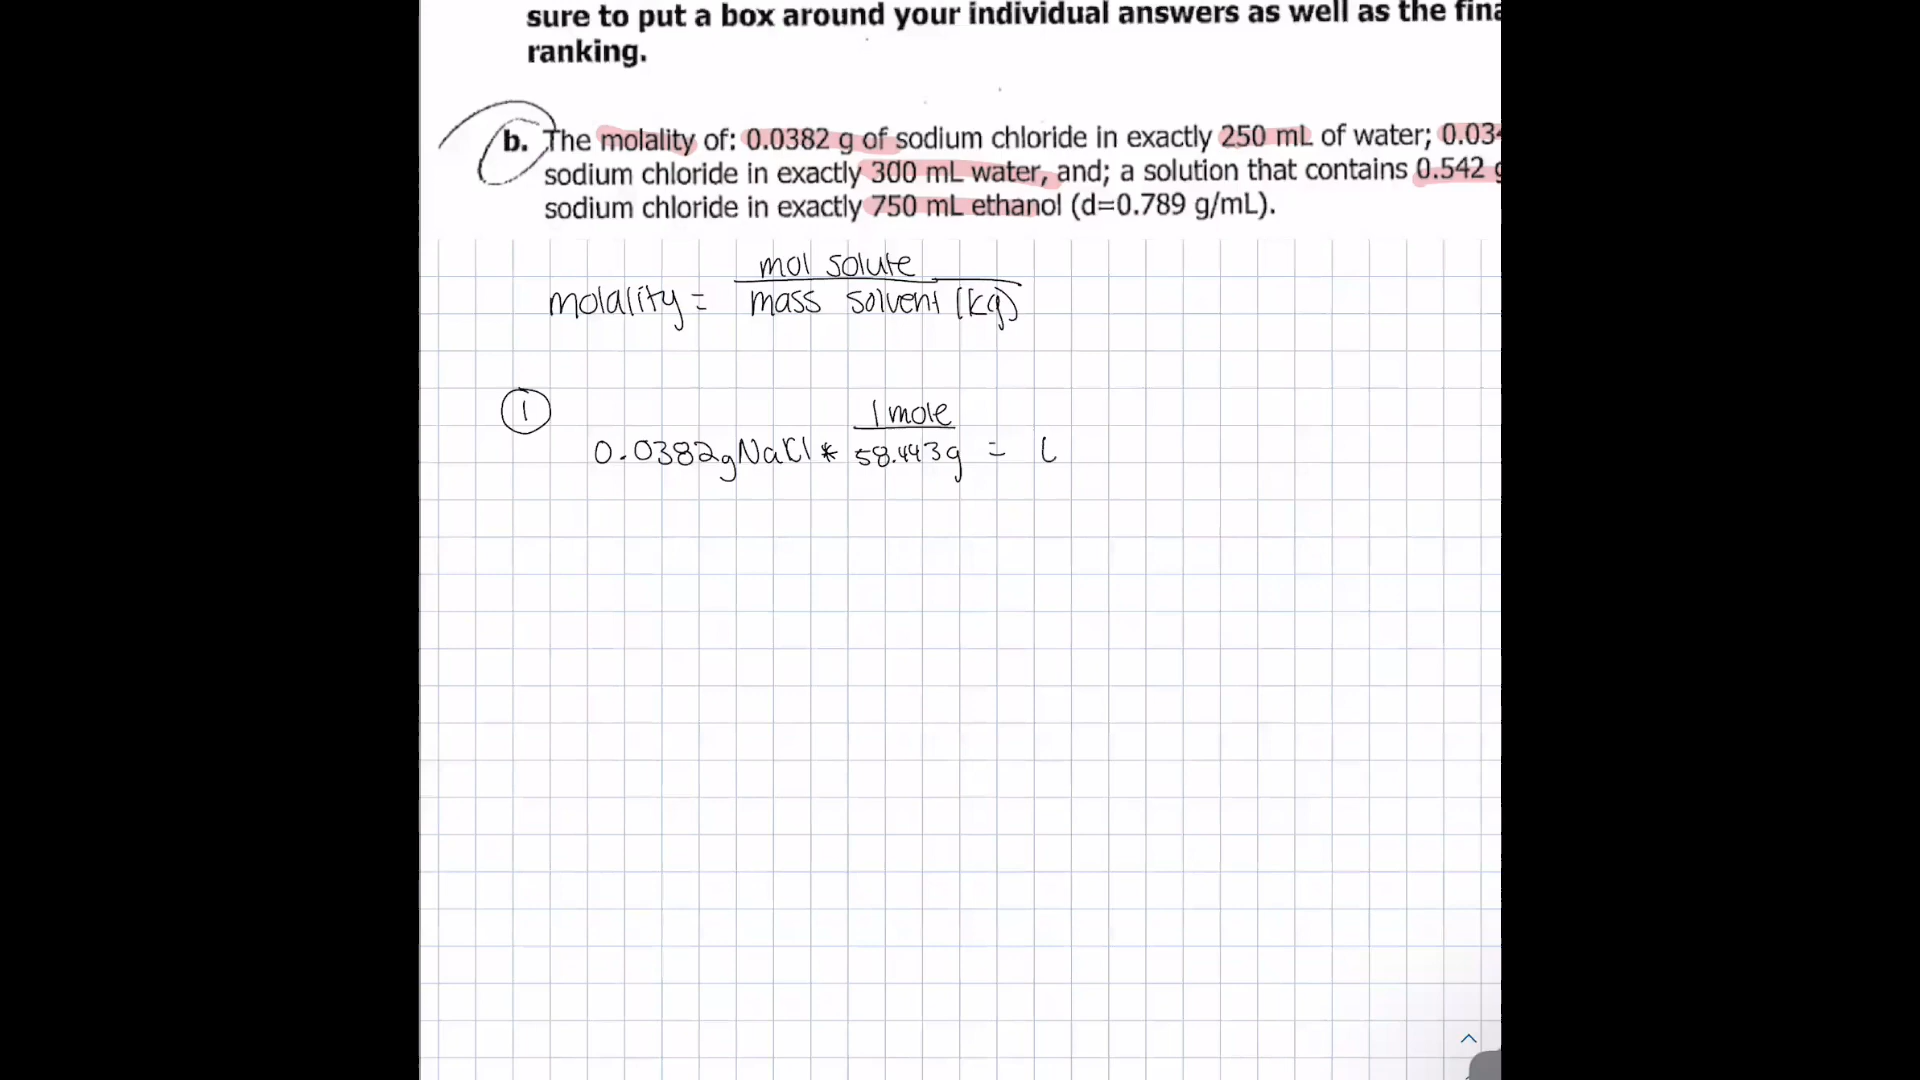 sure to put a box around your individual answers as well as the
ranking.
b. The molality of: 0.0382 g of sodium chloride in exactly 250 mL of water; 0.03
sodium chloride in exactly 300 mL water, and; a solution that contains 0.542
sodium chloride in exactly 750 mL ethanol (d=0.789 g/mL).
mol solute
molality = mass solvent (kg)
1
1 mole
0.0382g NaCl * 58.443g =